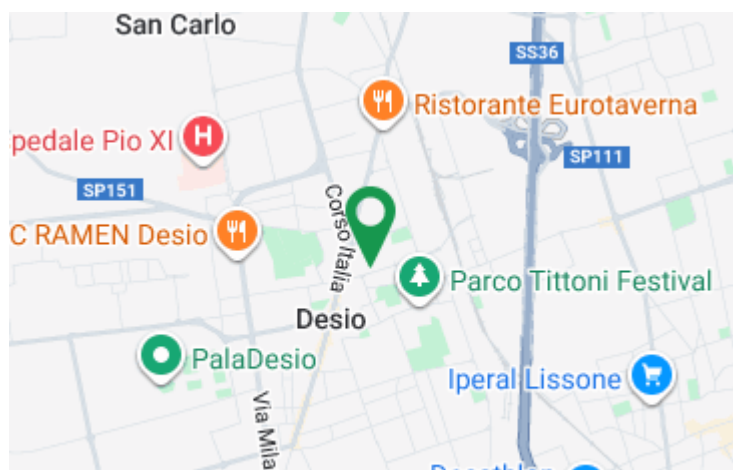 San Carlo
SS36
Ristorante Eurotaverna
pedale Pio XI
H
SP111
SP151
Corso Italia
C RAMEN Desio
Parco Tittoni Festival
Desio
PalaDesio
Iperal Lissone
Via Mila
Decathlon